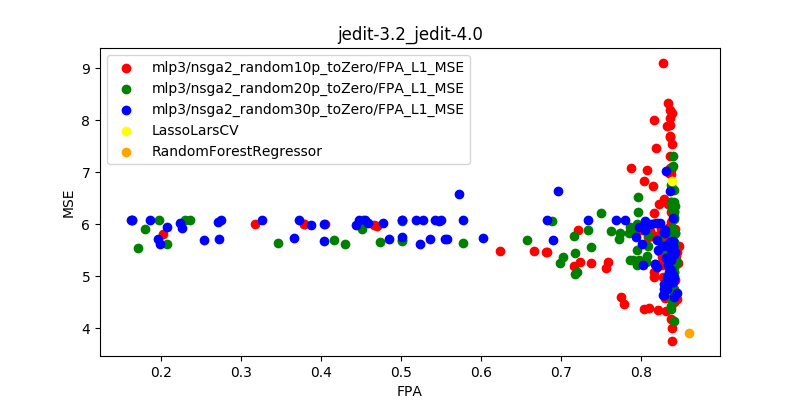 jedit-3.2_jedit-4.0
mlp3/nsga2_random10p_toZero/FPA_L1_MSE
mlp3/nsga2_random20p_toZero/FPA_L1_MSE
mlp3/nsga2_random30p_toZero/FPA_L1_MSE
LassoLarsCV
RandomForestRegressor
MSE
9
8
7
6
5
4
0.2 0.3 0.4 0.5 0.6 0.7 0.8
FPA